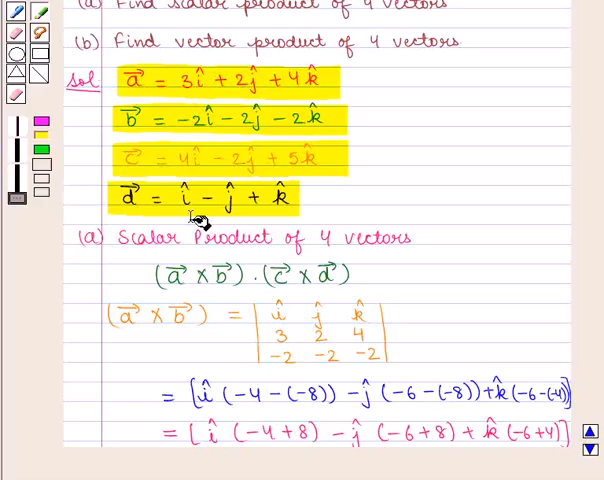 (a) Find scalar product of 4 vectors
(b) Find vector product of 4 vectors
Sol: a⃗ = 3î + 2ĵ + 4k̂
b⃗ = -2î - 2ĵ - 2k̂
c⃗ = 4î - 2ĵ + 5k̂
d⃗ = î - ĵ + k̂
(a) Scalar Product of 4 vectors
(a⃗ × b⃗) . (c⃗ × d⃗)
(a⃗ × b⃗) = | î ĵ k̂ |
| 3 2 4 |
| -2 -2 -2 |
= [î (-4 - (-8)) - ĵ (-6 - (-8)) + k̂ (-6 - (-4)]
= [ î (-4 + 8) - ĵ (-6 + 8) + k̂ (-6 + 4)]